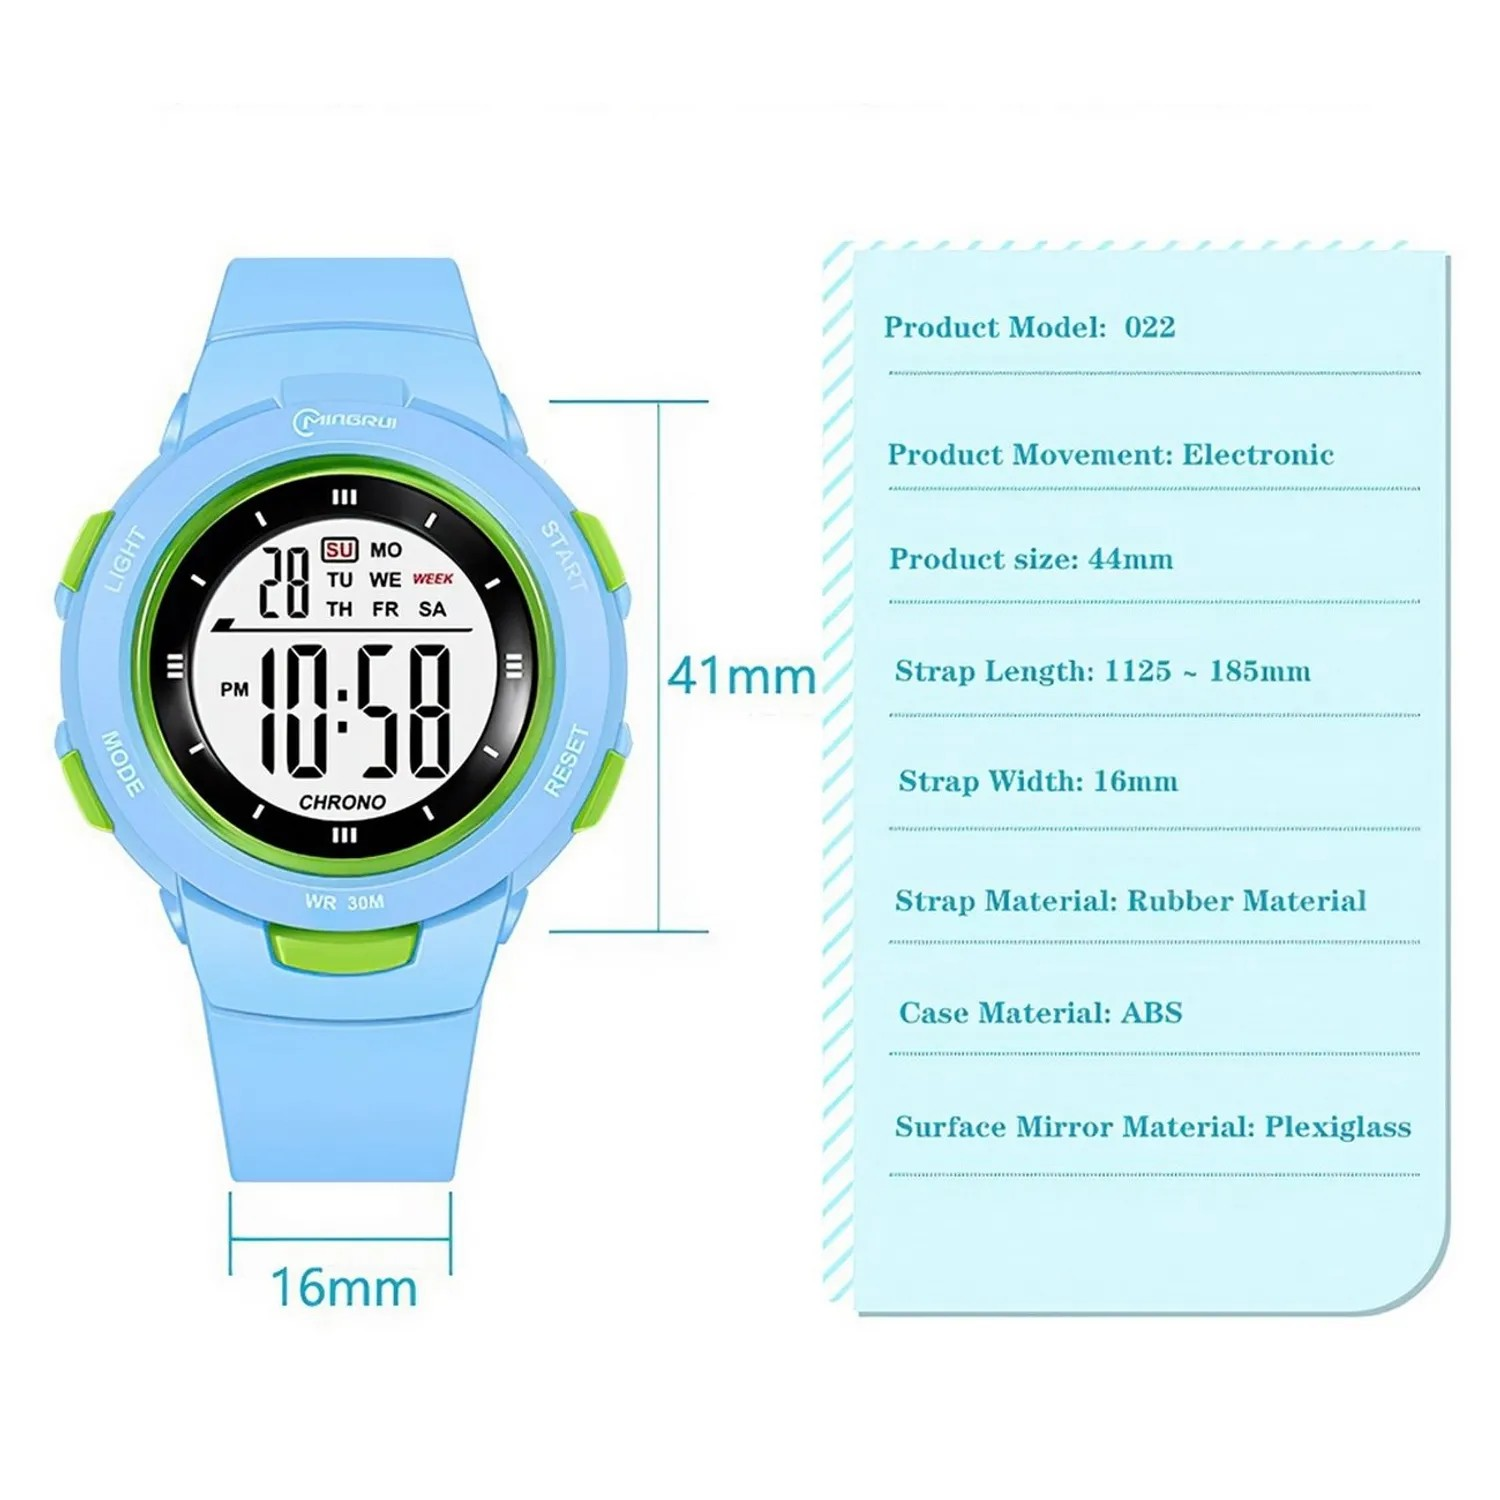 MINGRUI
LIGHT
START
28 SU MO
TU WE WEEK
TH FR SA
PM 10:58
CHRONO
MODE
RESET
WR 30M
41mm
16mm
Product Model: 022
Product Movement: Electronic
Product size: 44mm
Strap Length: 1125 ~ 185mm
Strap Width: 16mm
Strap Material: Rubber Material
Case Material: ABS
Surface Mirror Material: Plexiglass